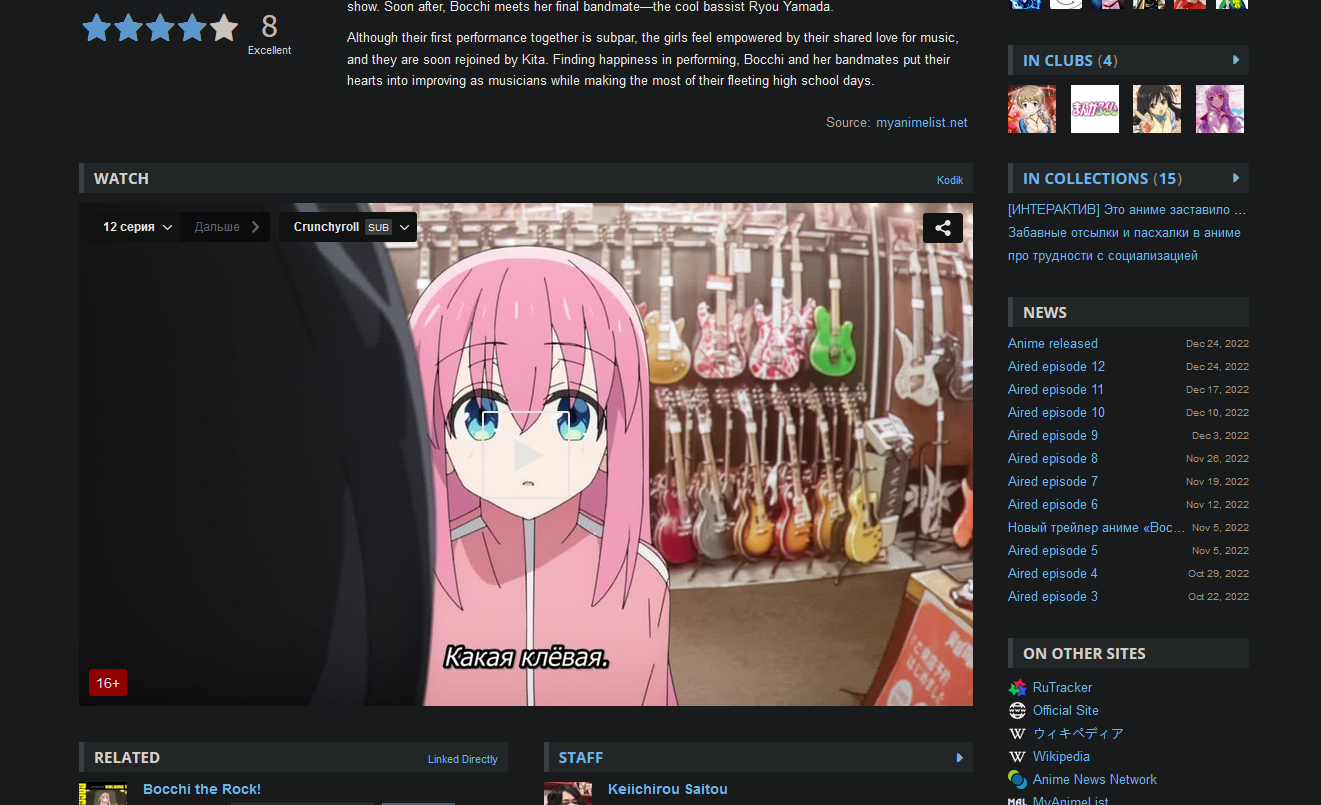 show. Soon after, Bocchi meets her final bandmate—the cool bassist Ryou Yamada.
8
Excellent
Although their first performance together is subpar, the girls feel empowered by their shared love for music,
and they are soon rejoined by Kita. Finding happiness in performing, Bocchi and her bandmates put their
hearts into improving as musicians while making the most of their fleeting high school days.
Source: myanimelist.net
WATCH
Kodik
12 серия
Дальше
Crunchyroll SUB
Какая клёвая.
16+
RELATED
Linked Directly
Bocchi the Rock!
STAFF
Keiichirou Saitou
IN CLUBS (4)
IN COLLECTIONS (15)
[ИНТЕРАКТИВ] Это аниме заставило ...
Забавные отсылки и пасхалки в аниме
про трудности с социализацией
NEWS
Anime released Dec 24, 2022
Aired episode 12 Dec 24, 2022
Aired episode 11 Dec 17, 2022
Aired episode 10 Dec 10, 2022
Aired episode 9 Dec 3, 2022
Aired episode 8 Nov 26, 2022
Aired episode 7 Nov 19, 2022
Aired episode 6 Nov 12, 2022
Новый трейлер аниме «Boc... Nov 5, 2022
Aired episode 5 Nov 5, 2022
Aired episode 4 Oct 29, 2022
Aired episode 3 Oct 22, 2022
ON OTHER SITES
RuTracker
Official Site
W ウィキペディア
W Wikipedia
Anime News Network
MAL MyAnimeList